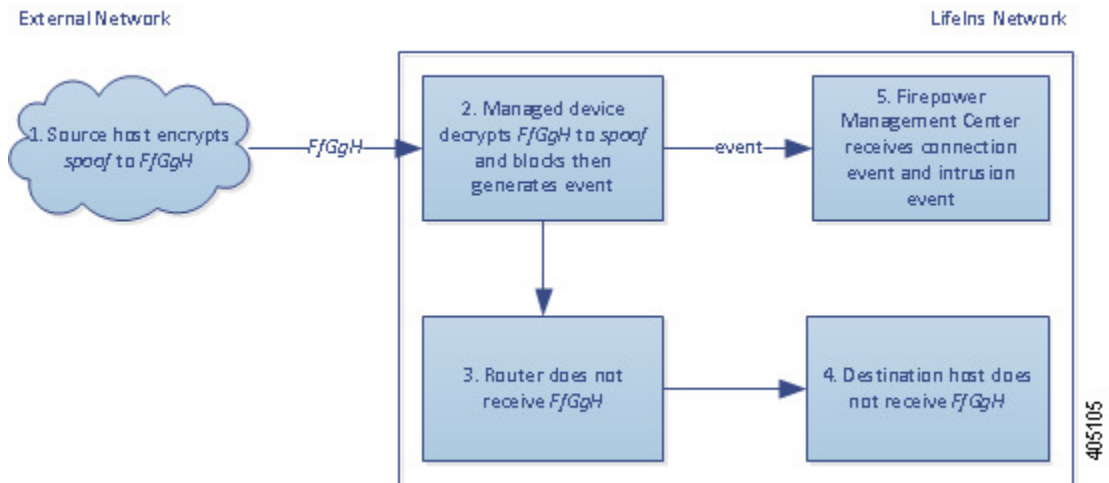 External Network
LifeIns Network
1. Source host encrypts
spoof to FfGgH
FfGgH
2. Managed device
decrypts FfGgH to spoof
and blocks then
generates event
event
5. Firepower
Management Center
receives connection
event and intrusion
event
3. Router does not
receive FfGgH
4. Destination host does
not receive FfGgH
405105